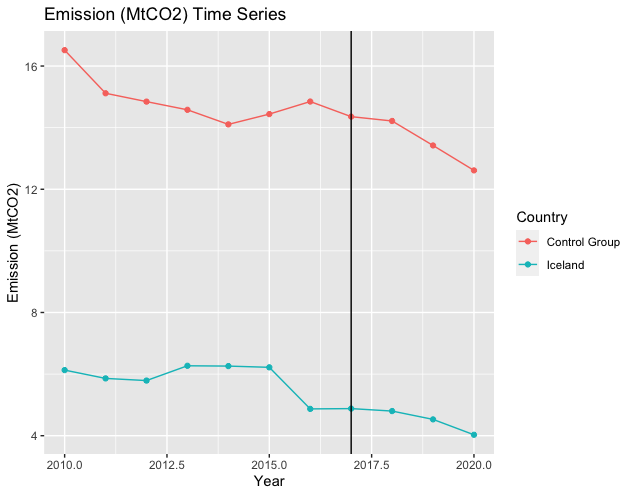 Emission (MtCO2) Time Series
Emission (MtCO2)
16
12
8
4
2010.0 2012.5 2015.0 2017.5 2020.0
Year
Country
Control Group
Iceland